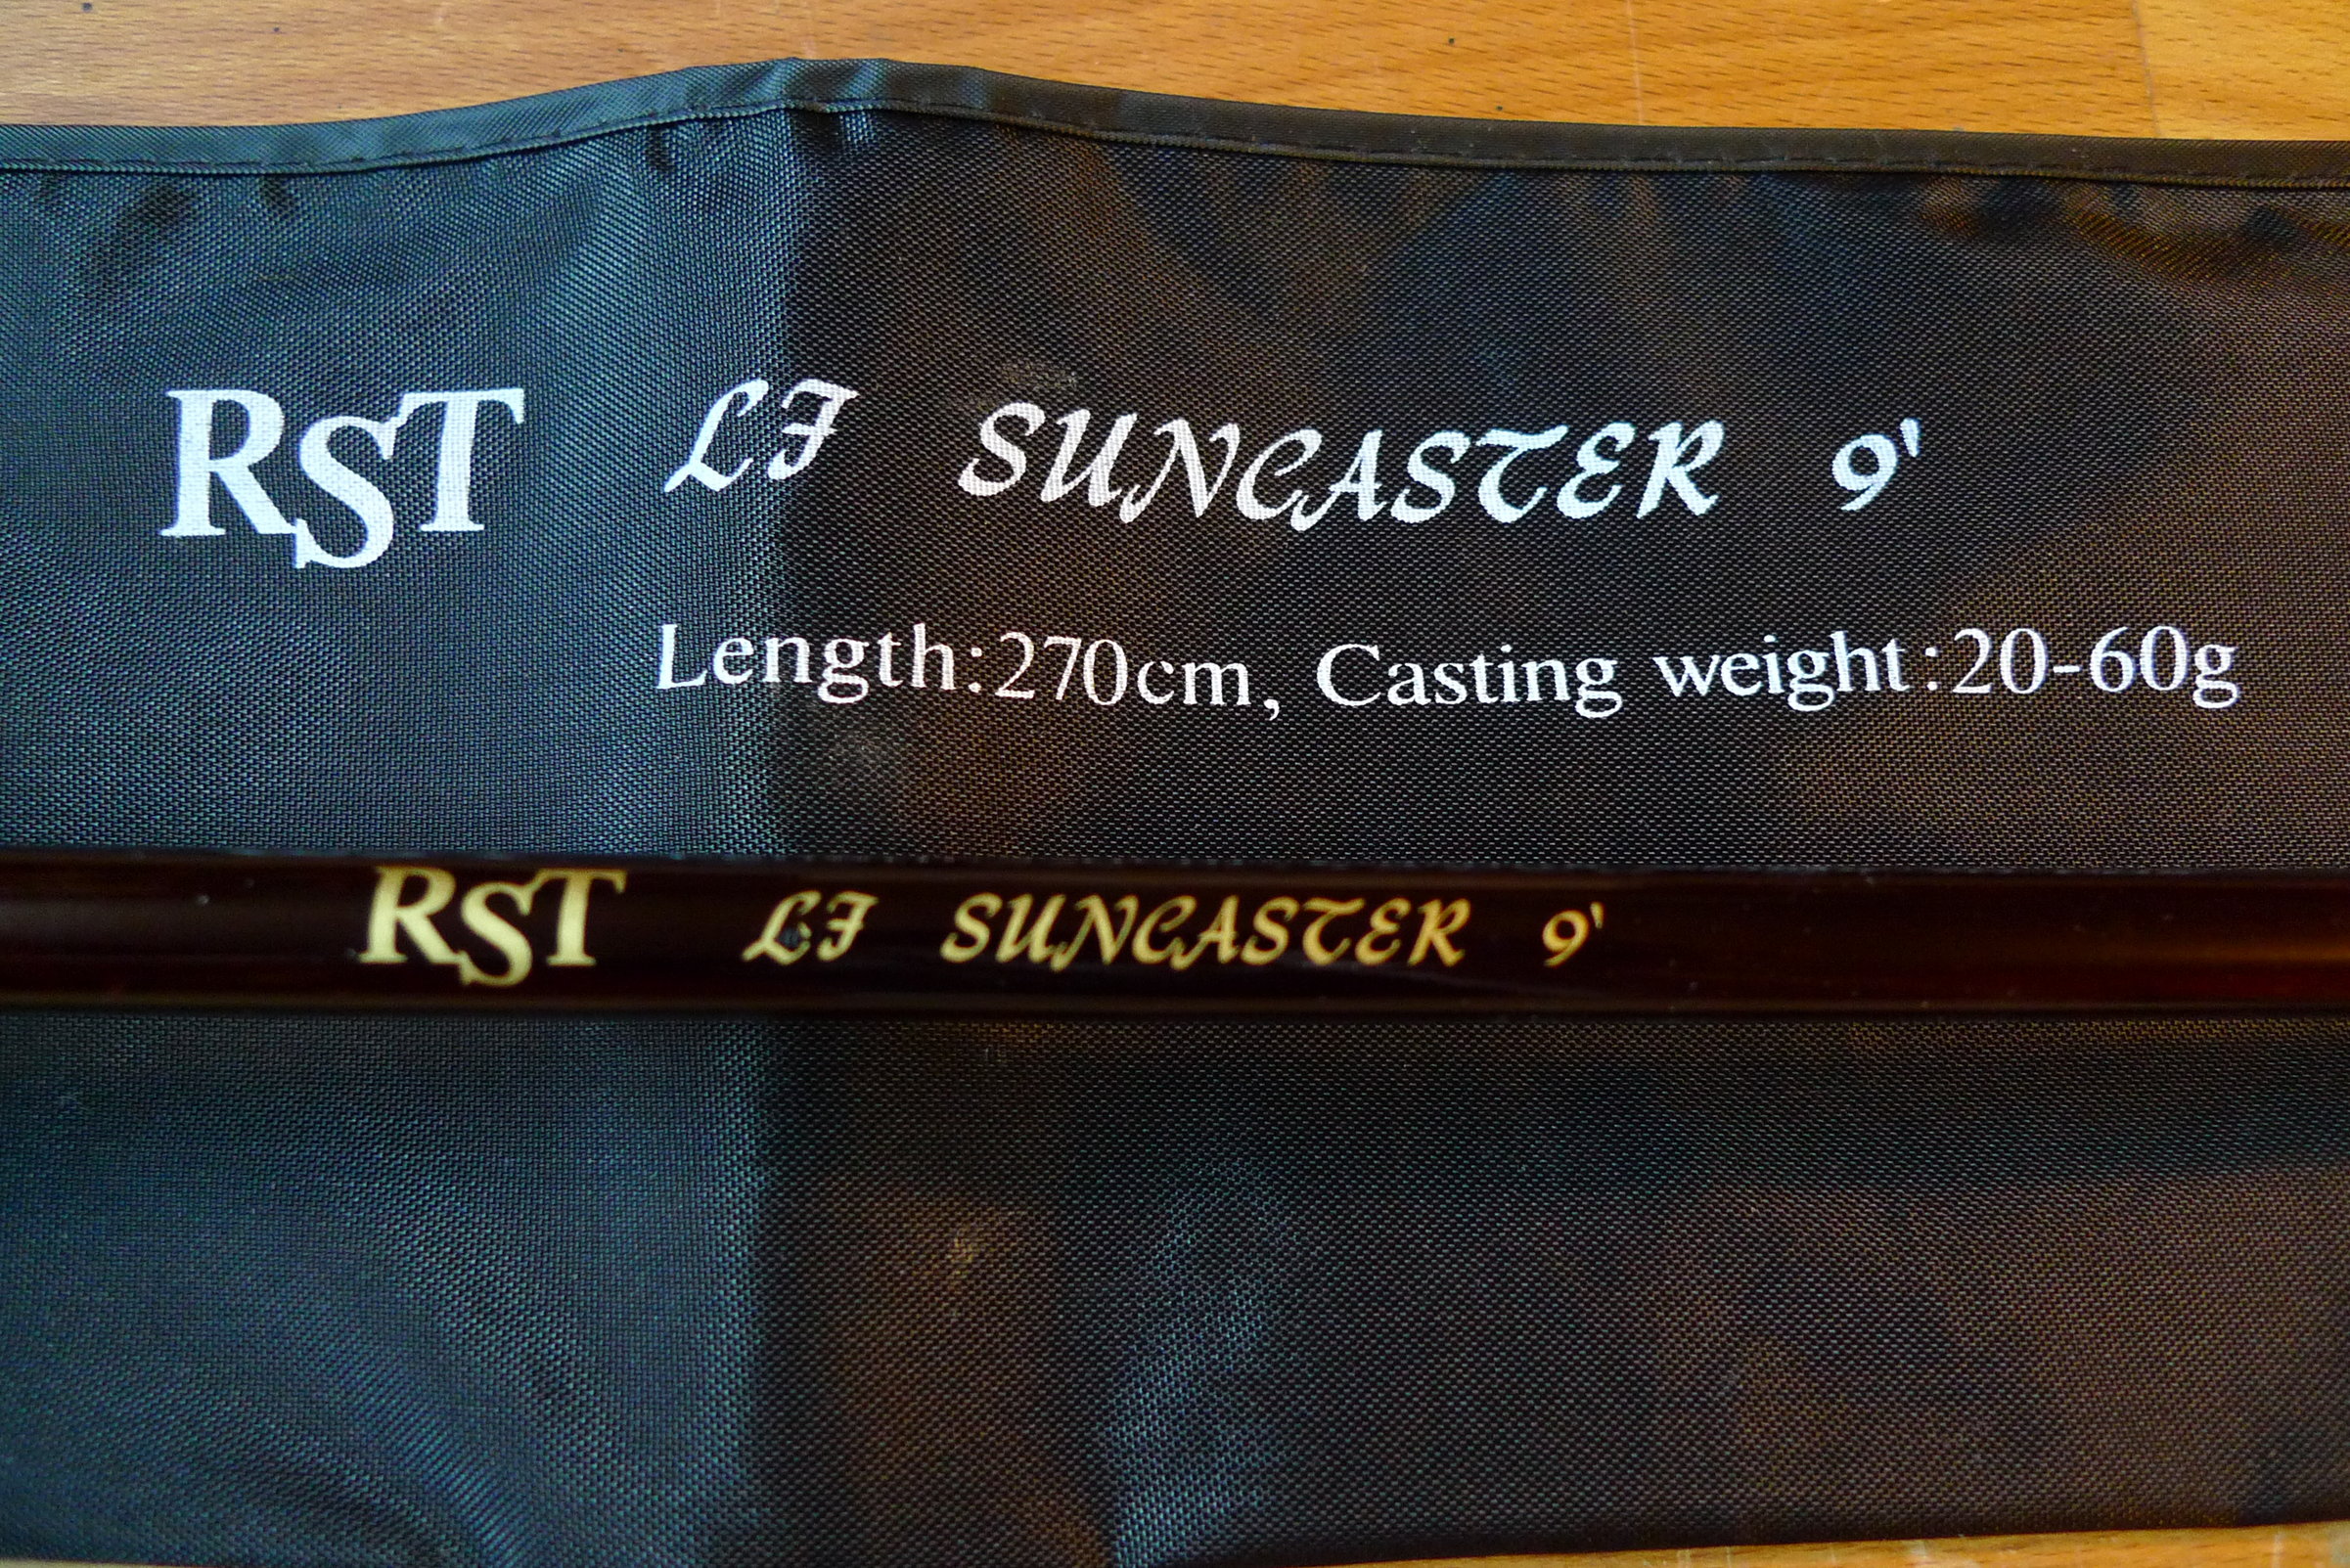 RST LF SUNCASTER 9'
Length:270cm, Casting weight:20-60g
RST LF SUNCASTER 9'